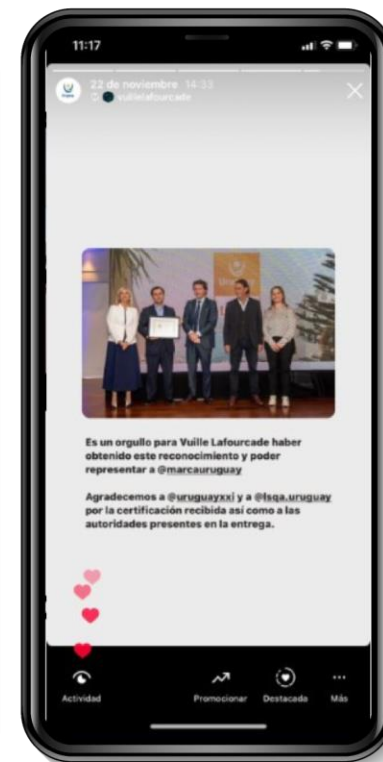 11:17
22 de noviembre 14:33
vuillelafourcade
Es un orgullo para Vuille Lafourcade haber
obtenido este reconocimiento y poder
representar a @marcauruguay
Agradecemos a @uruguayxxi y a @lsqa.uruguay
por la certificación recibida así como a las
autoridades presentes en la entrega.
Actividad
Promocionar
Destacada
Más